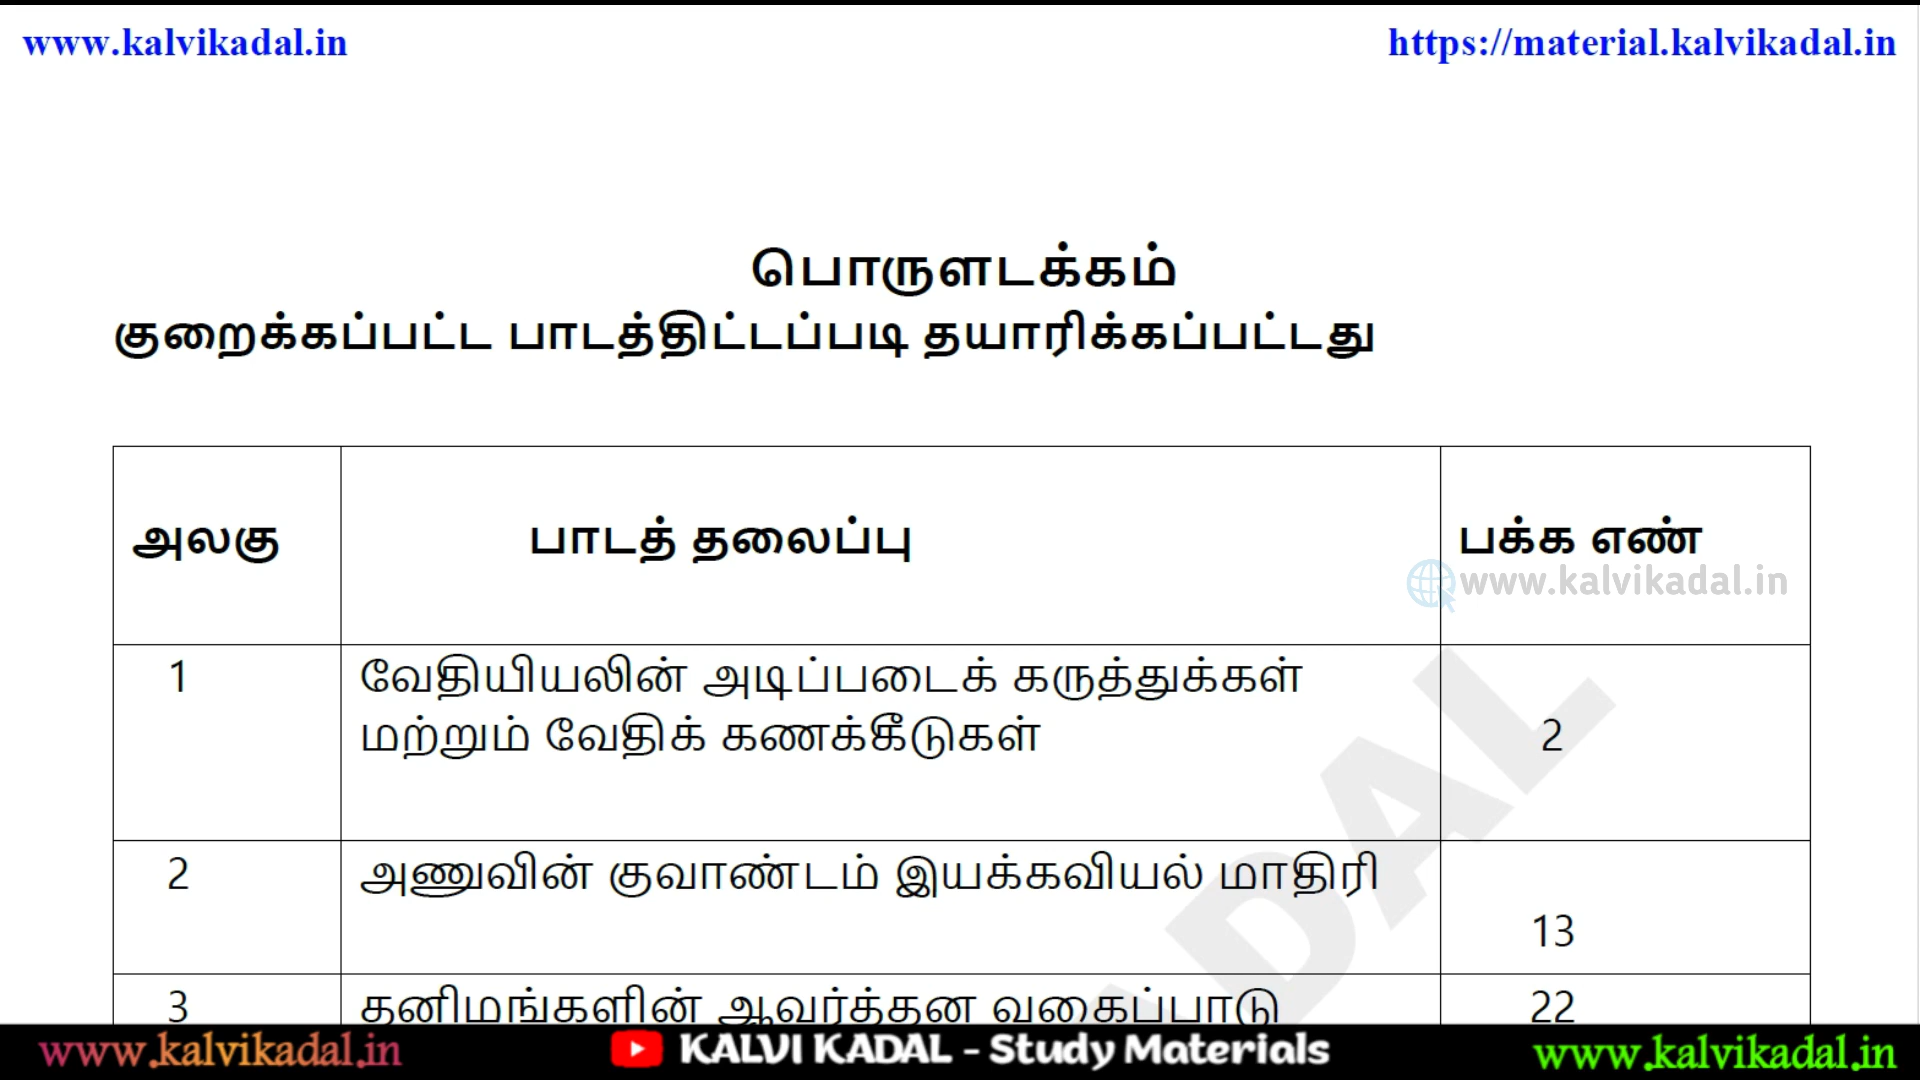 www.kalvikadal.in https://material.kalvikadal.in
பொருளடக்கம்
குறைக்கப்பட்ட பாடத்திட்டப்படி தயாரிக்கப்பட்டது
அலகு பாடத் தலைப்பு பக்க எண்
www.kalvikadal.in
1 வேதியியலின் அடிப்படைக் கருத்துக்கள்
மற்றும் வேதிக் கணக்கீடுகள் 2
2 அணுவின் குவாண்டம் இயக்கவியல் மாதிரி
13
3 தனிமங்களின் ஆவர்த்தன வகைப்பாடு 22
ADAL
www.kalvikadal.in KALVI KADAL - Study Materials www.kalvikadal.in